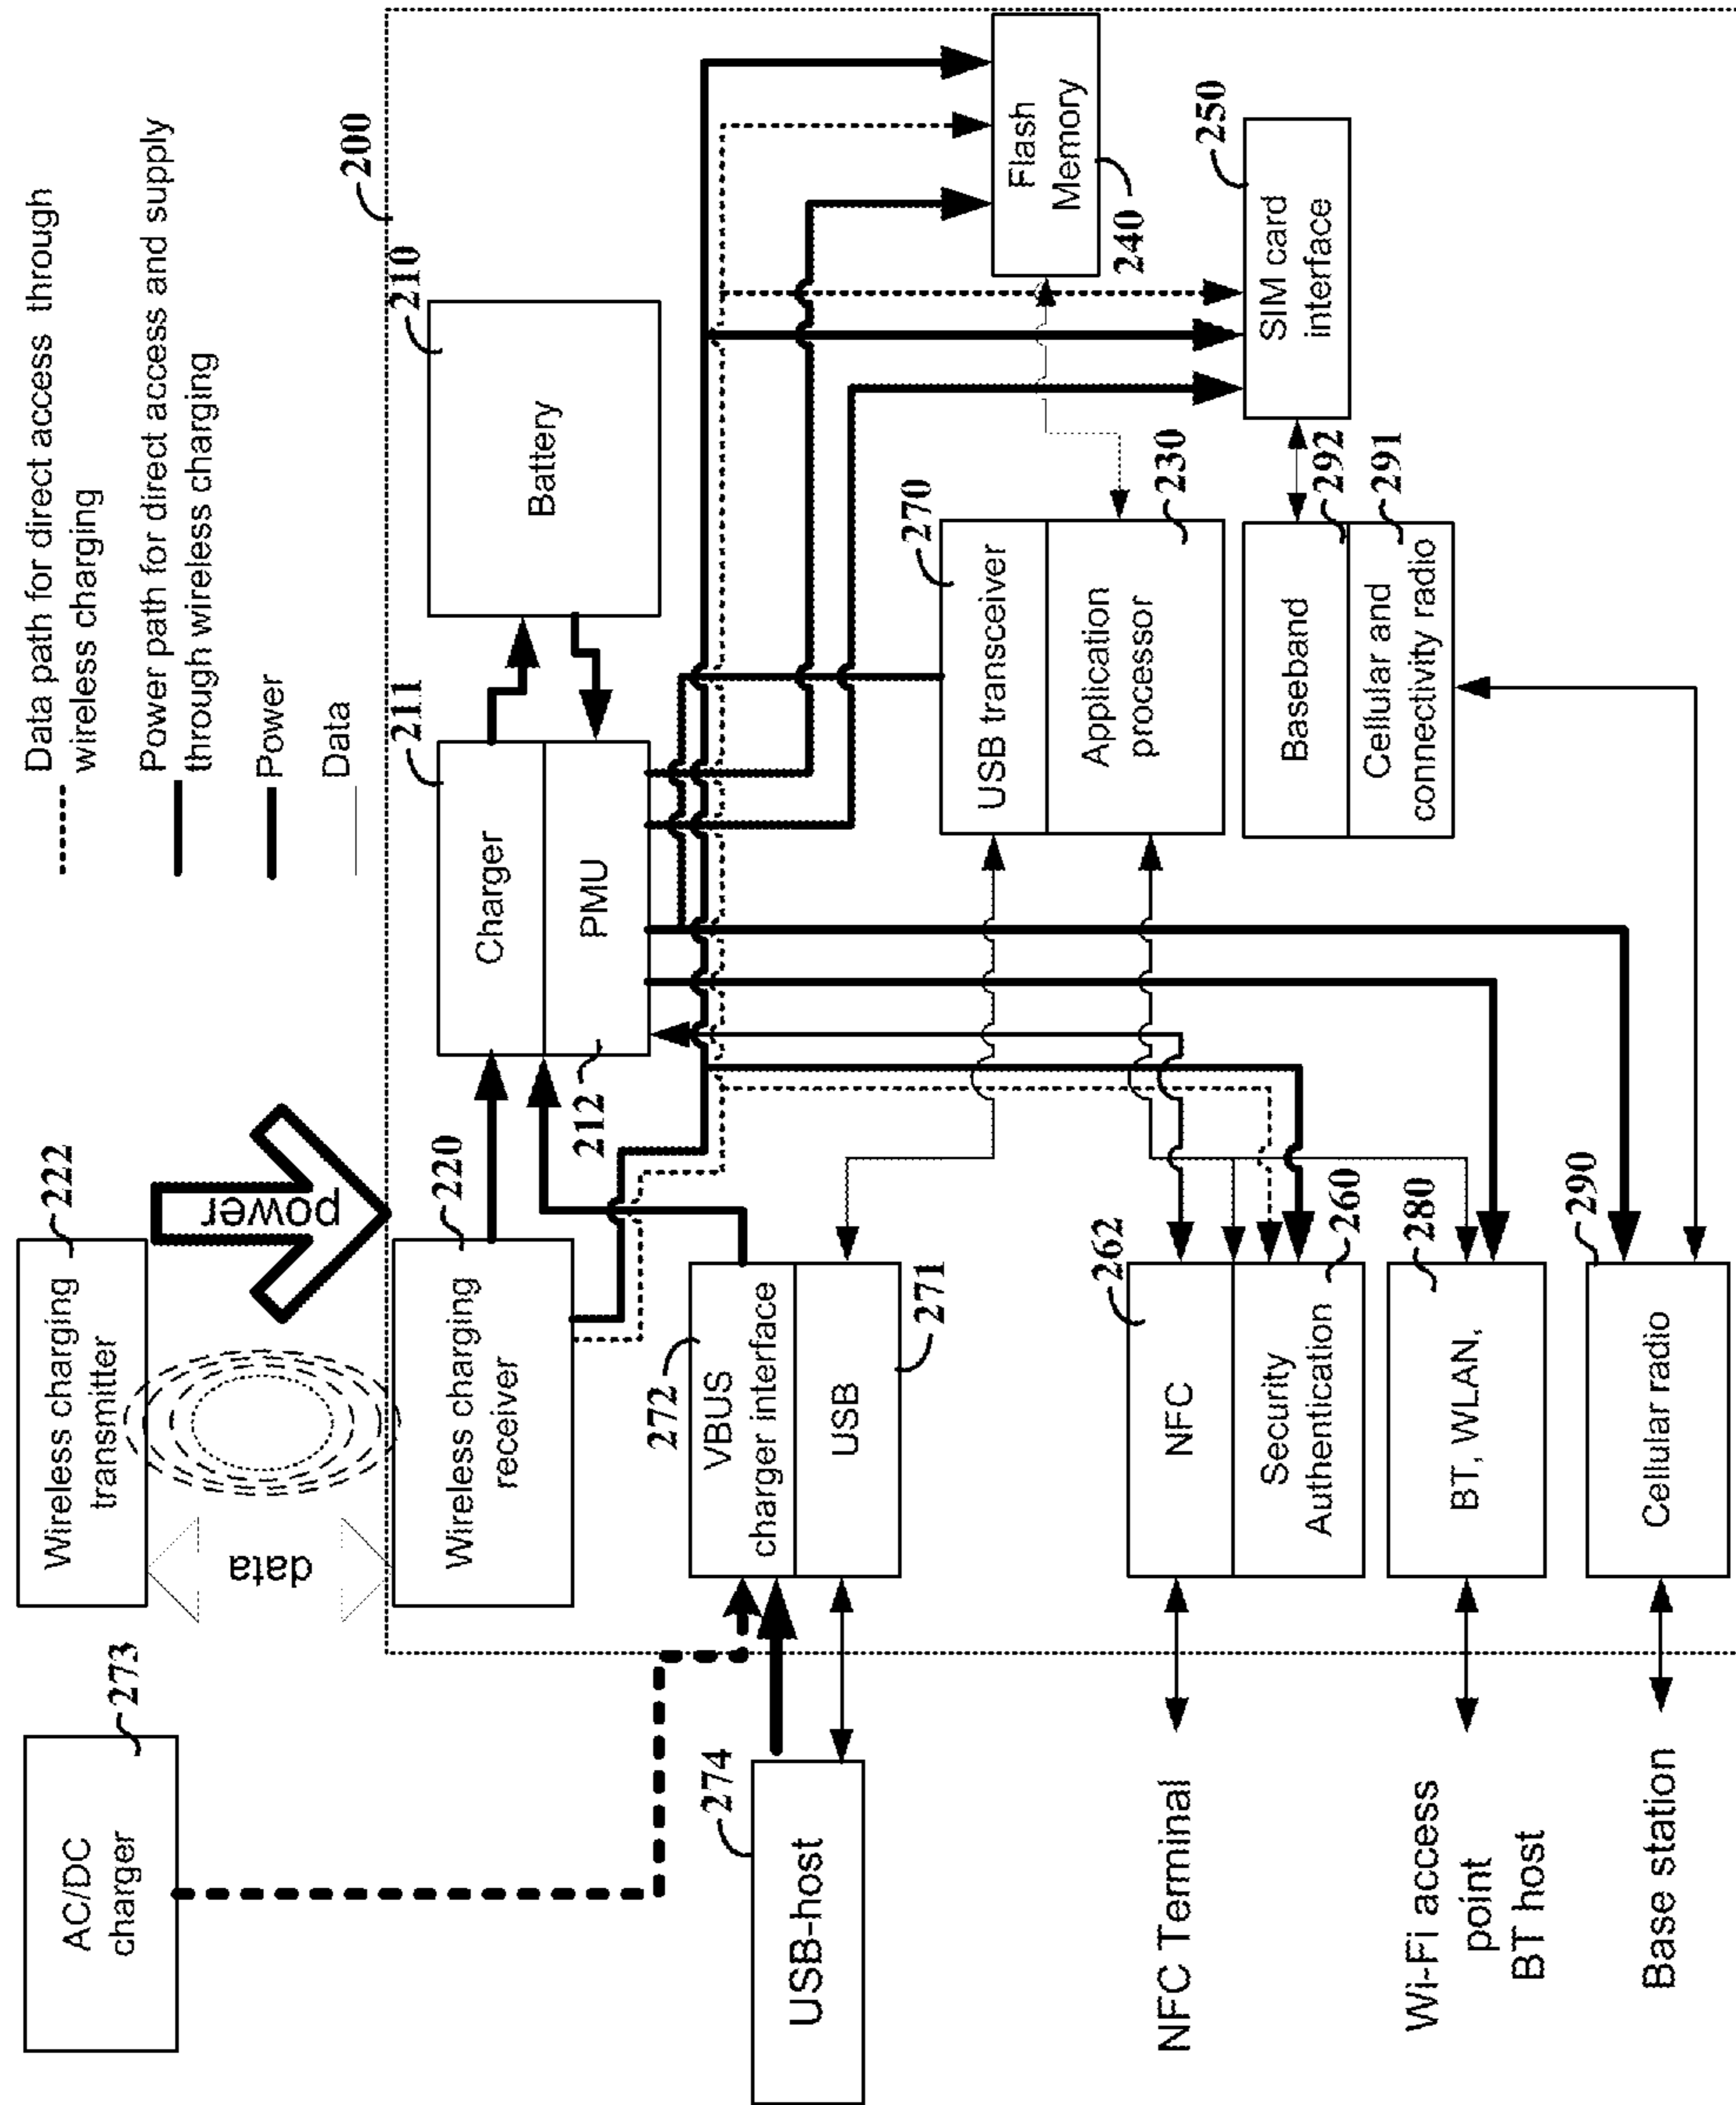 Data path for direct access through
wireless charging
Power path for direct access and supply
through wireless charging
Power
Data
AC/DC
charger
273
Wireless charging
transmitter
222
data
power
200
Wireless charging
receiver
220
Charger
211
PMU
212
Battery
210
USB-host
274
272
VBUS
charger interface
USB
271
USB transceiver
270
Application
processor
230
Flash
Memory
240
SIM card
interface
250
Baseband
292
Cellular and
connectivity radio
291
NFC Terminal
NFC
262
Security
Authentication
260
Wi-Fi access
point
BT host
BT, WLAN,
280
Base station
Cellular radio
290